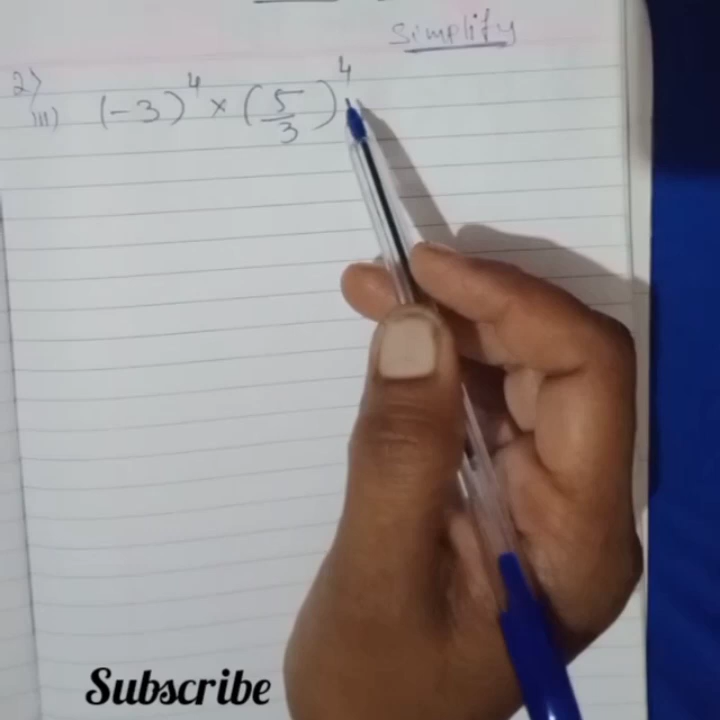 Simplify
2)
iii) (-3)⁴ × (5/3)⁴
Subscribe